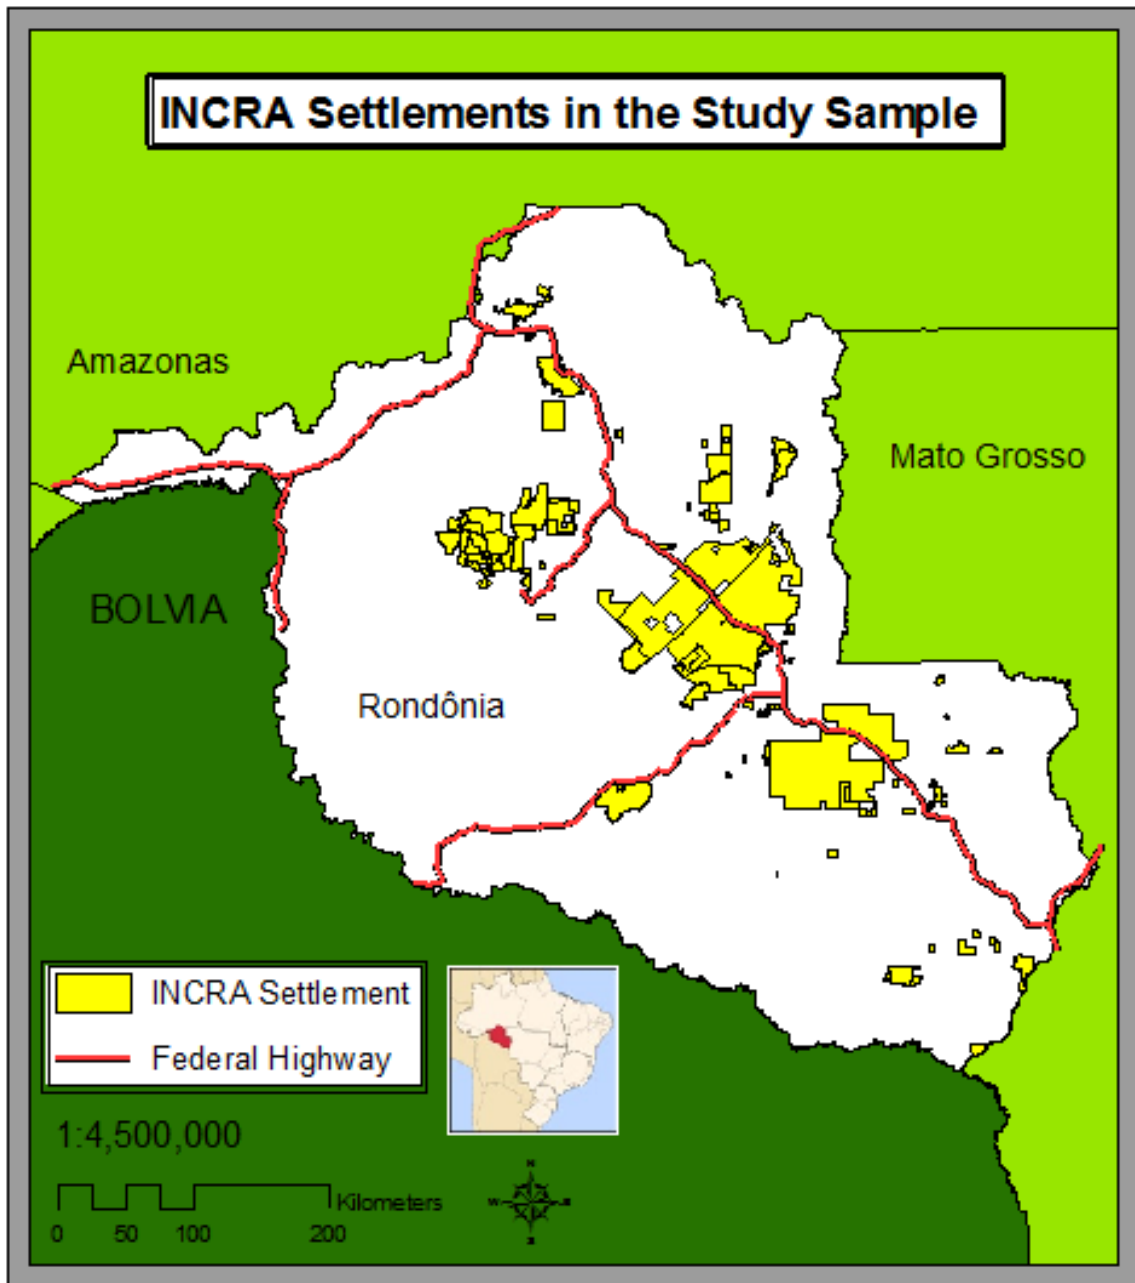 INCRA Settlements in the Study Sample
Amazonas
Mato Grosso
BOLVIA
Rondônia
INCRA Settlement
Federal Highway
1:4,500,000
Kilometers
0 50 100 200
N
W E
S